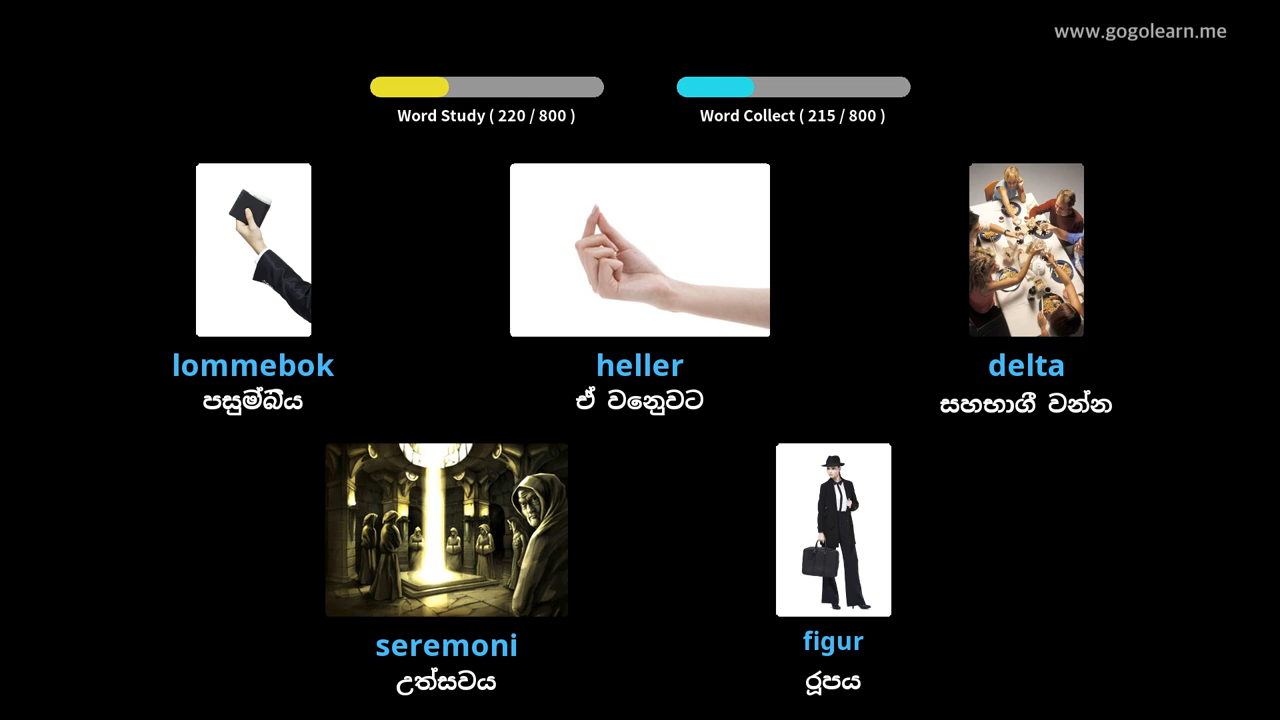 www.gogolearn.me
Word Study ( 220 / 800 )
Word Collect ( 215 / 800 )
lommebok
heller
delta
පසුම්බිය
ඒ වනුවෙට
සහභාගී වන්න
seremoni
figur
උත්සවය
රූපය